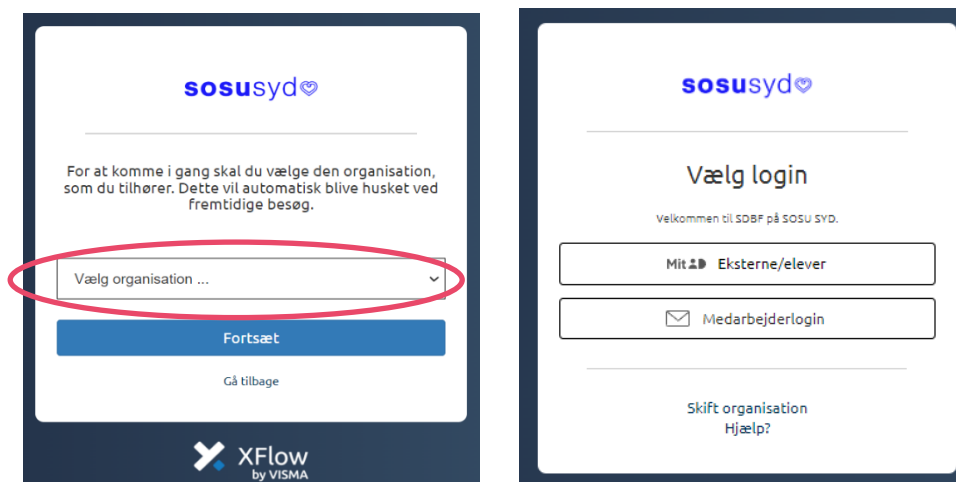 sosusyd
For at komme i gang skal du vælge den organisation,
som du tilhører. Dette vil automatisk blive husket ved
fremtidige besøg.
Vælg organisation ...
Fortsæt
Gå tilbage
XFlow
by VISMA
sosusyd
Vælg login
Velkommen til SDBF på SOSU SYD.
Mit ID Eksterne/elever
Medarbejderlogin
Skift organisation
Hjælp?